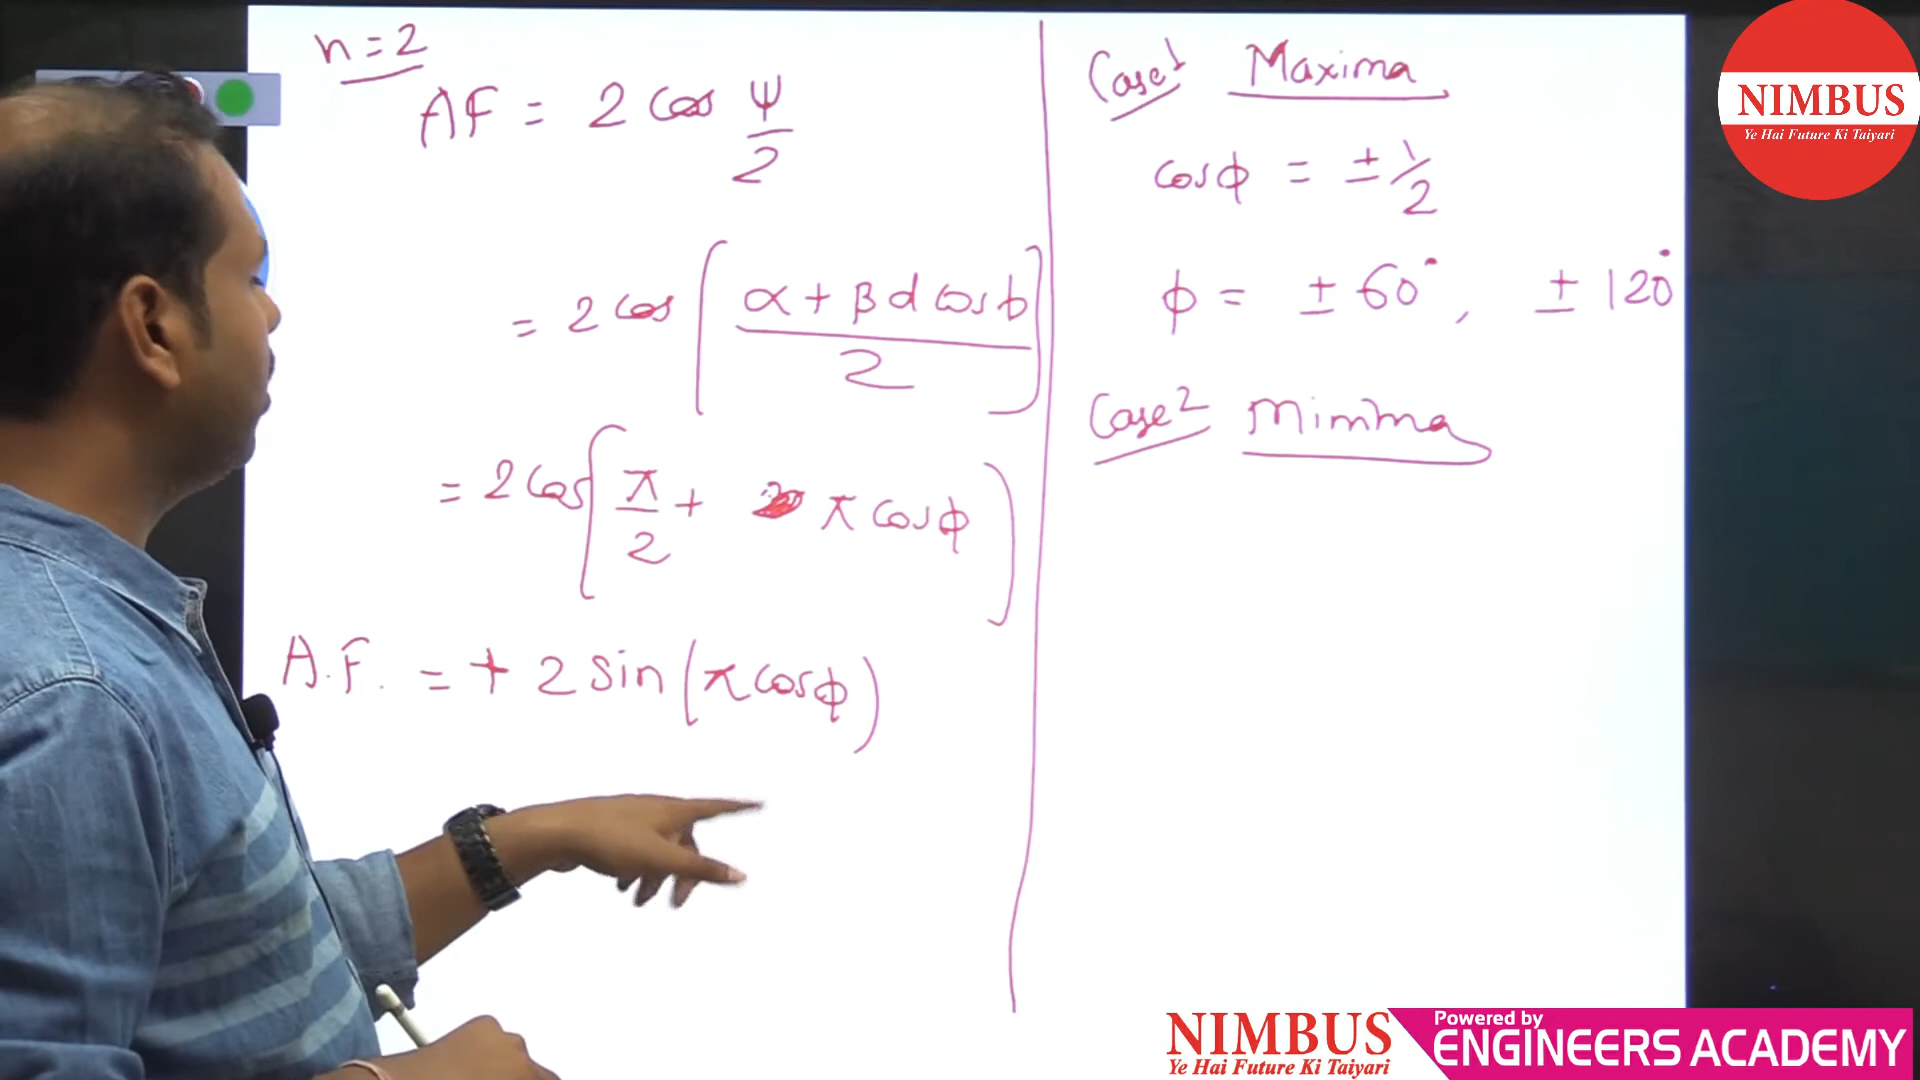 n = 2
AF = 2 cos ψ/2
= 2 cos [α + β d cos ϕ / 2]
= 2 cos [π/2 + π cos ϕ]
A.F. = + 2 sin (π cos ϕ)
Case 1 Maxima
cos ϕ = ± 1/2
ϕ = ± 60°, ± 120°
Case 2 Minima
NIMBUS
Ye Hai Future Ki Taiyari
NIMBUS
Ye Hai Future Ki Taiyari
Powered by
ENGINEERS ACADEMY